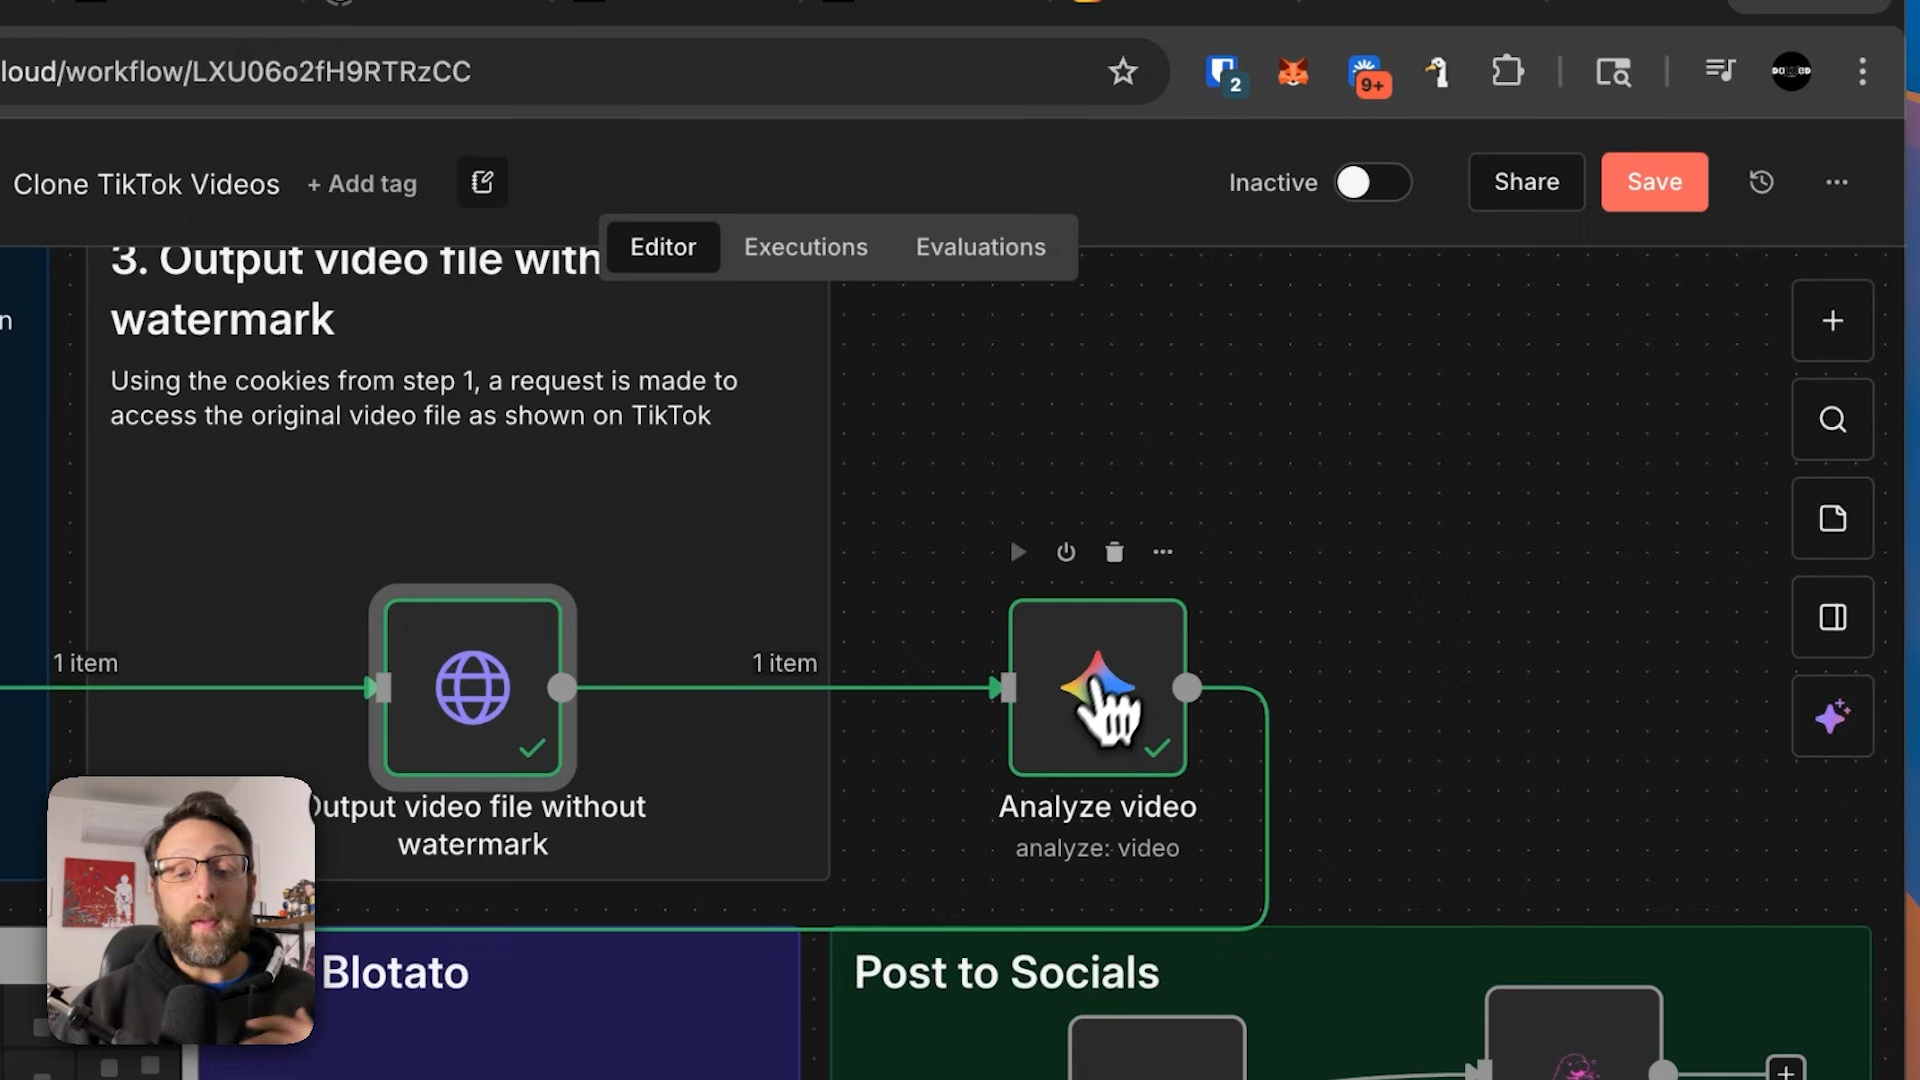 loud/workflow/LXU06o2fH9RTRzCC
2
9+
Clone TikTok Videos
+ Add tag
Inactive
Share
Save
Editor
Executions
Evaluations
3. Output video file with
watermark
n
Using the cookies from step 1, a request is made to
access the original video file as shown on TikTok
1 item
1 item
Output video file without
watermark
Analyze video
analyze: video
Blotato
Post to Socials